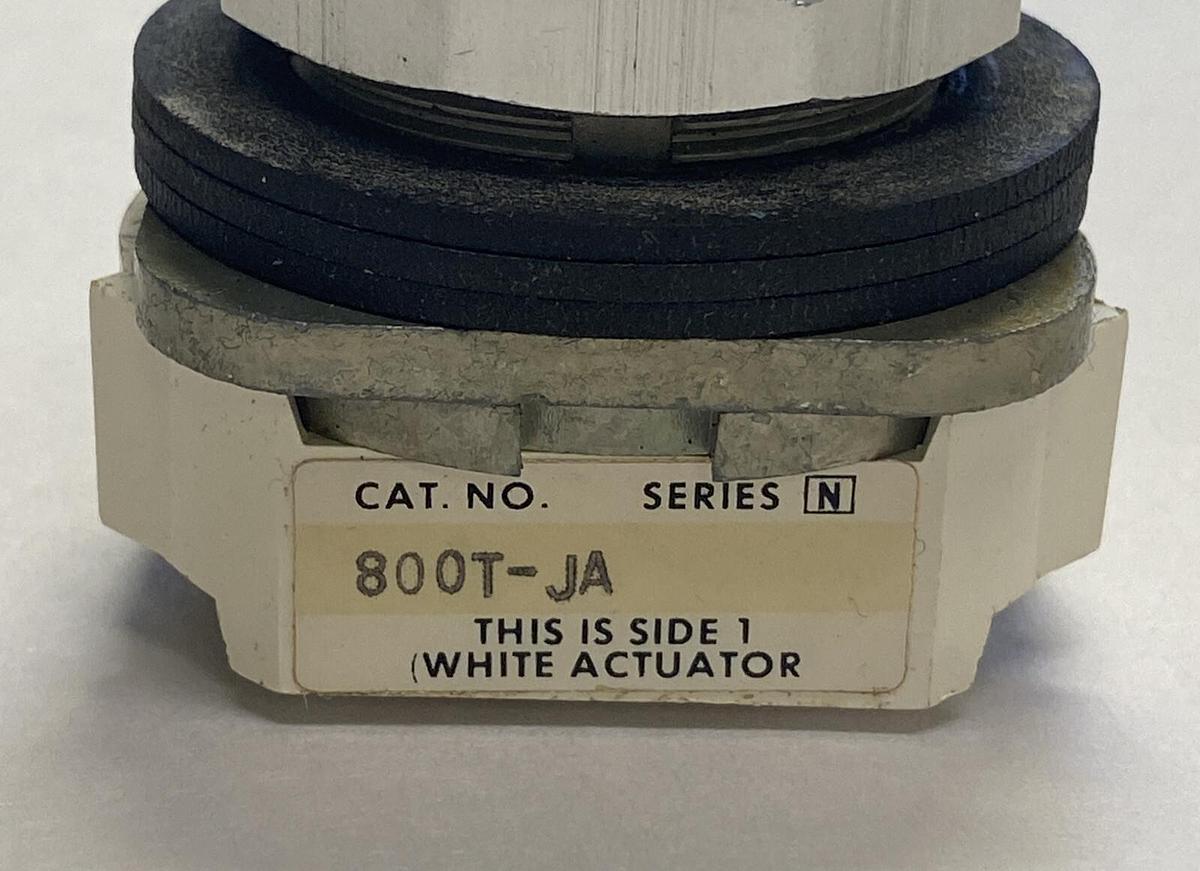 CAT. NO. SERIES N
800T-JA
THIS IS SIDE 1
(WHITE ACTUATOR